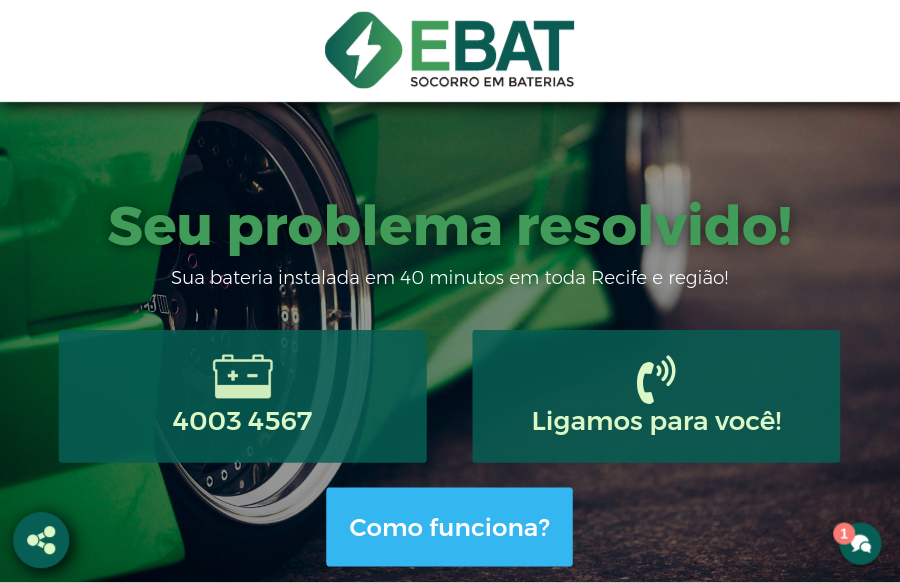 EBAT
SOCORRO EM BATERIAS
Seu problema resolvido!
Sua bateria instalada em 40 minutos em toda Recife e região!
4003 4567
Ligamos para você!
Como funciona?
1